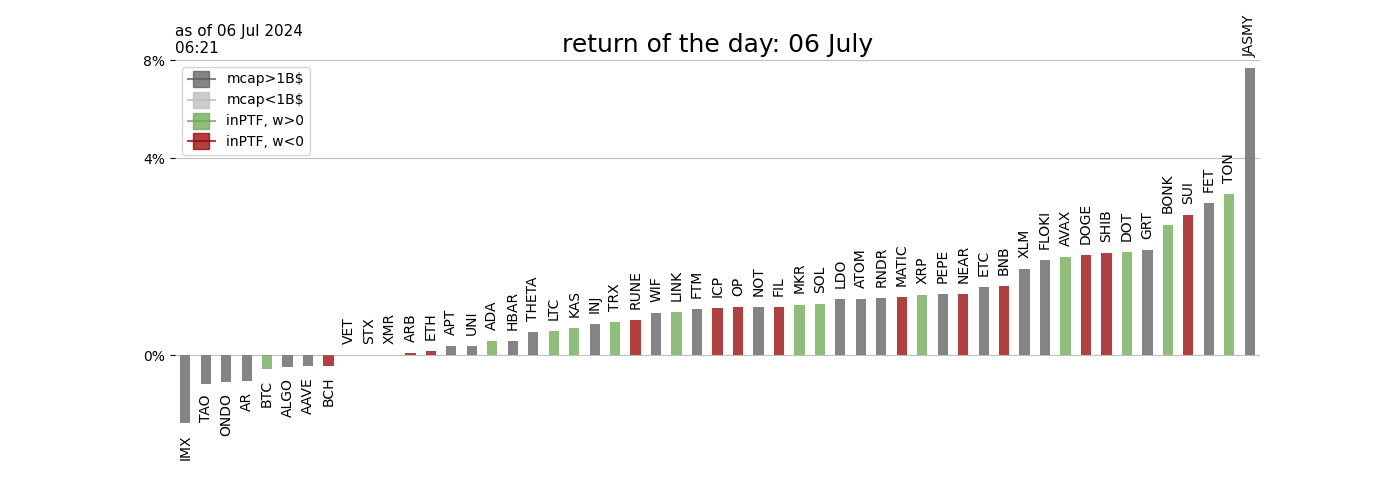 as of 06 Jul 2024
06:21
return of the day: 06 July
8%
4%
0%
mcap>1B$
mcap<1B$
inPTF, w>0
inPTF, w<0
IMX
TAO
ONDO
AR
BTC
ALGO
AAVE
BCH
VET
STX
XMR
ARB
ETH
APT
UNI
ADA
HBAR
THETA
LTC
KAS
INJ
TRX
RUNE
WIF
LINK
FTM
ICP
OP
NOT
FIL
MKR
SOL
LDO
ATOM
RNDR
MATIC
XRP
PEPE
NEAR
ETC
BNB
XLM
FLOKI
AVAX
DOGE
SHIB
DOT
GRT
BONK
SUI
FET
TON
JASMY